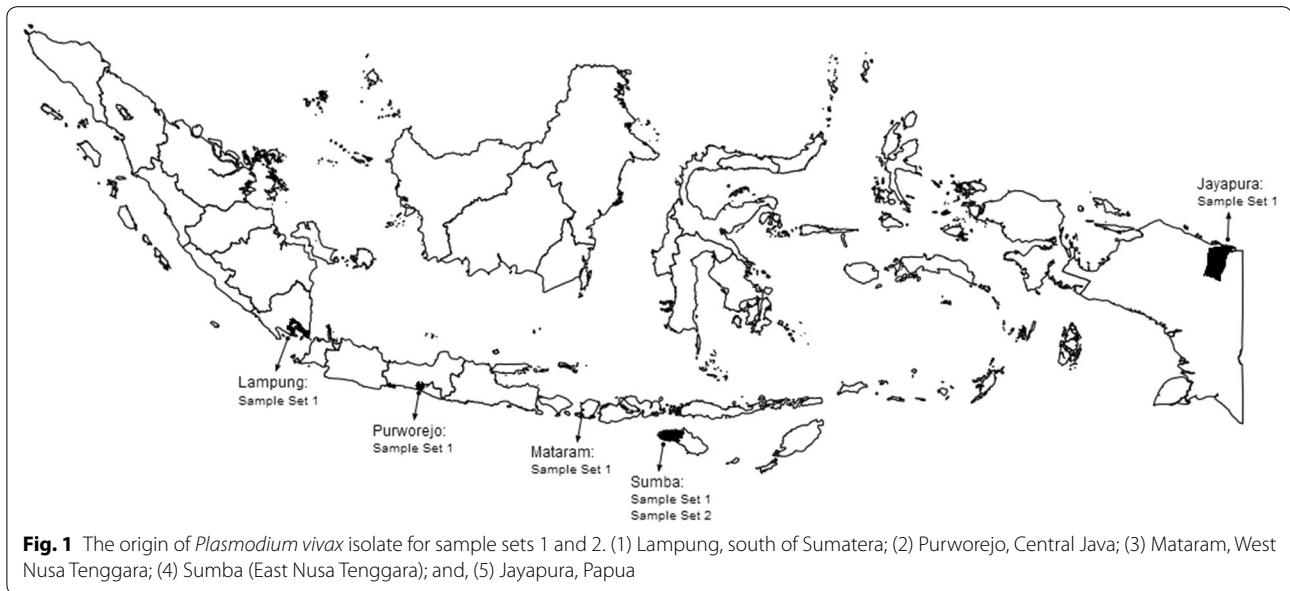 Jayapura:
Sample Set 1
Lampung:
Sample Set 1
Purworejo:
Sample Set 1
Mataram:
Sample Set 1
Sumba:
Sample Set 1
Sample Set 2
Fig. 1 The origin of Plasmodium vivax isolate for sample sets 1 and 2. (1) Lampung, south of Sumatera; (2) Purworejo, Central Java; (3) Mataram, West
Nusa Tenggara; (4) Sumba (East Nusa Tenggara); and, (5) Jayapura, Papua